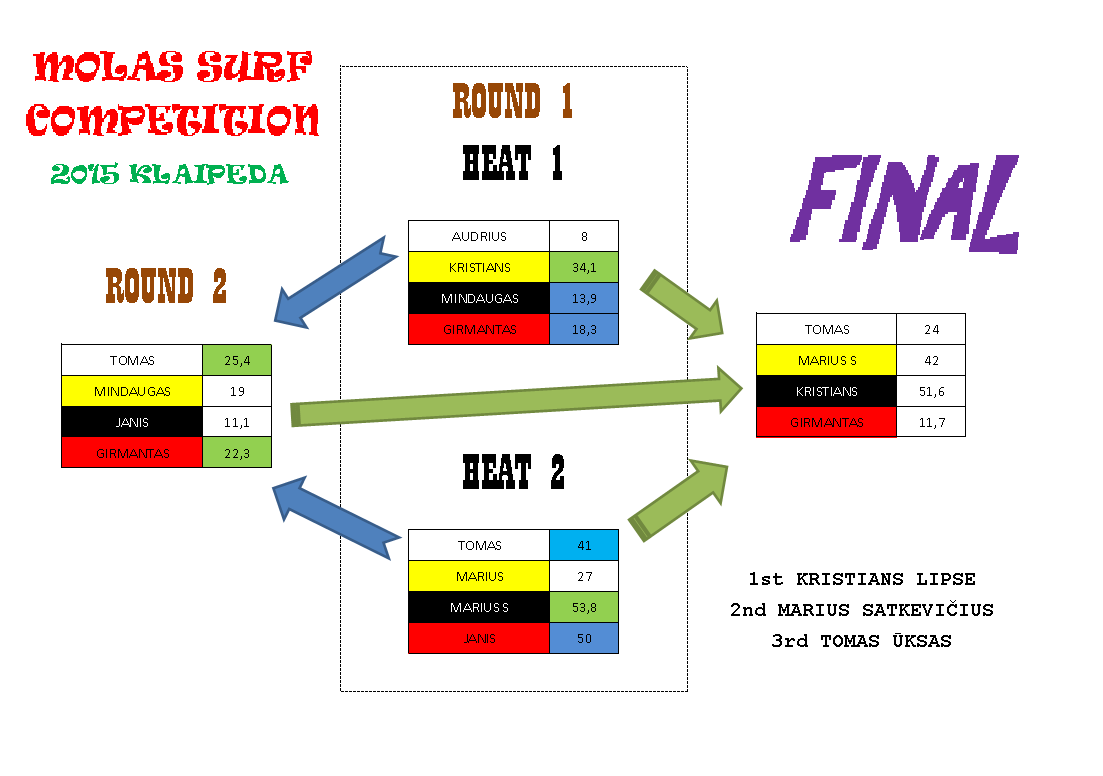 MOLAS SURF
COMPETITION
2015 KLAIPEDA
ROUND 1
HEAT 1
AUDRIUS 8
KRISTIANS 34,1
MINDAUGAS 13,9
GIRMANTAS 18,3
ROUND 2
TOMAS 25,4
MINDAUGAS 19
JANIS 11,1
GIRMANTAS 22,3
HEAT 2
TOMAS 41
MARIUS 27
MARIUS S 53,8
JANIS 50
FINAL
TOMAS 24
MARIUS S 42
KRISTIANS 51,6
GIRMANTAS 11,7
1st KRISTIANS LIPSE
2nd MARIUS SATKEVIČIUS
3rd TOMAS ŪKSAS